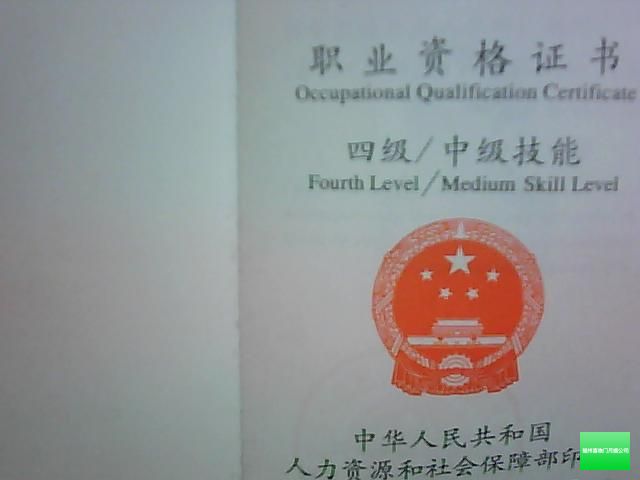 职业资格证书
Occupational Qualification Certificate
四级/中级技能
Fourth Level/Medium Skill Level
中华人民共和国
人力资源和社会保障部印